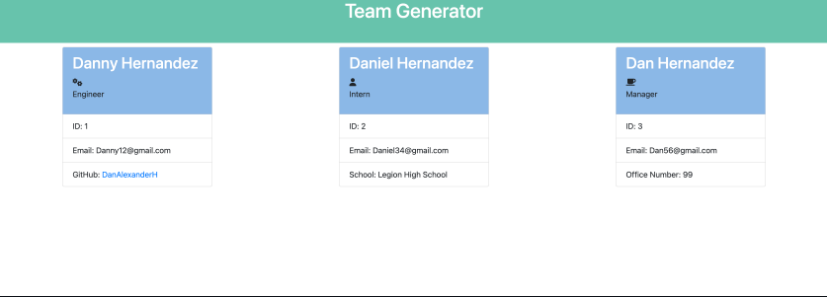 Team Generator
Danny Hernandez
Engineer
ID: 1
Email: Danny12@gmail.com
GitHub: DanAlexanderH
Daniel Hernandez
Intern
ID: 2
Email: Daniel34@gmail.com
School: Legion High School
Dan Hernandez
Manager
ID: 3
Email: Dan56@gmail.com
Office Number: 99